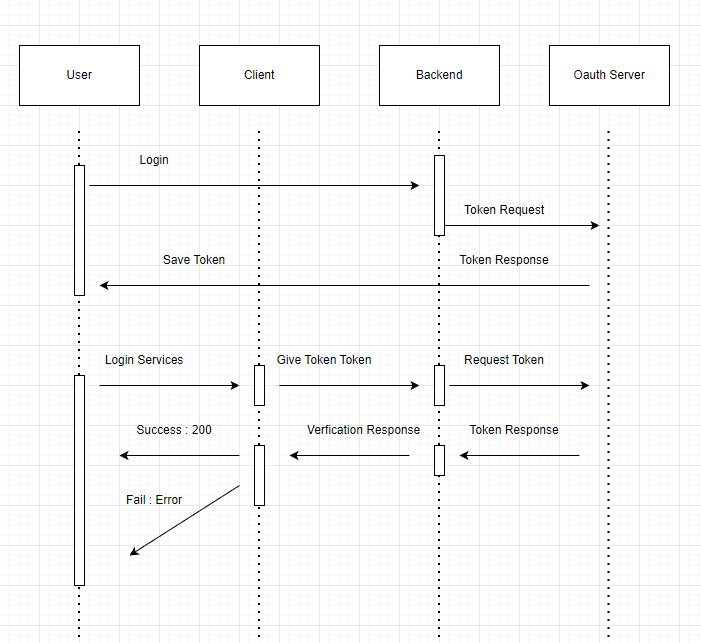 User
Client
Backend
Oauth Server
Login
Token Request
Save Token
Token Response
Login Services
Give Token Token
Request Token
Success : 200
Verfication Response
Token Response
Fail : Error